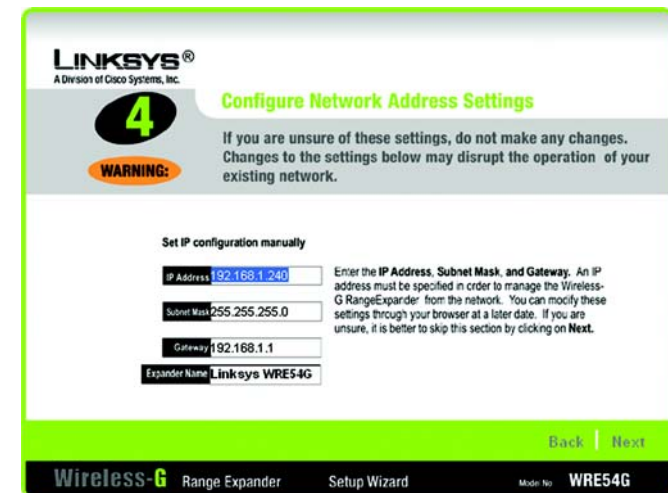 LINKSYS®
A Division of Cisco Systems, Inc.
4
Configure Network Address Settings
WARNING:
If you are unsure of these settings, do not make any changes.
Changes to the settings below may disrupt the operation of your
existing network.
Set IP configuration manually
IP Address 192.168.1.240
Subnet Mask 255.255.255.0
Gateway 192.168.1.1
Expander Name Linksys WRE54G
Enter the IP Address, Subnet Mask, and Gateway. An IP
address must be specified in order to manage the Wireless-
G RangeExpander from the network. You can modify these
settings through your browser at a later date. If you are
unsure, it is better to skip this section by clicking on Next.
Back Next
Wireless-G Range Expander Setup Wizard Model No WRE54G